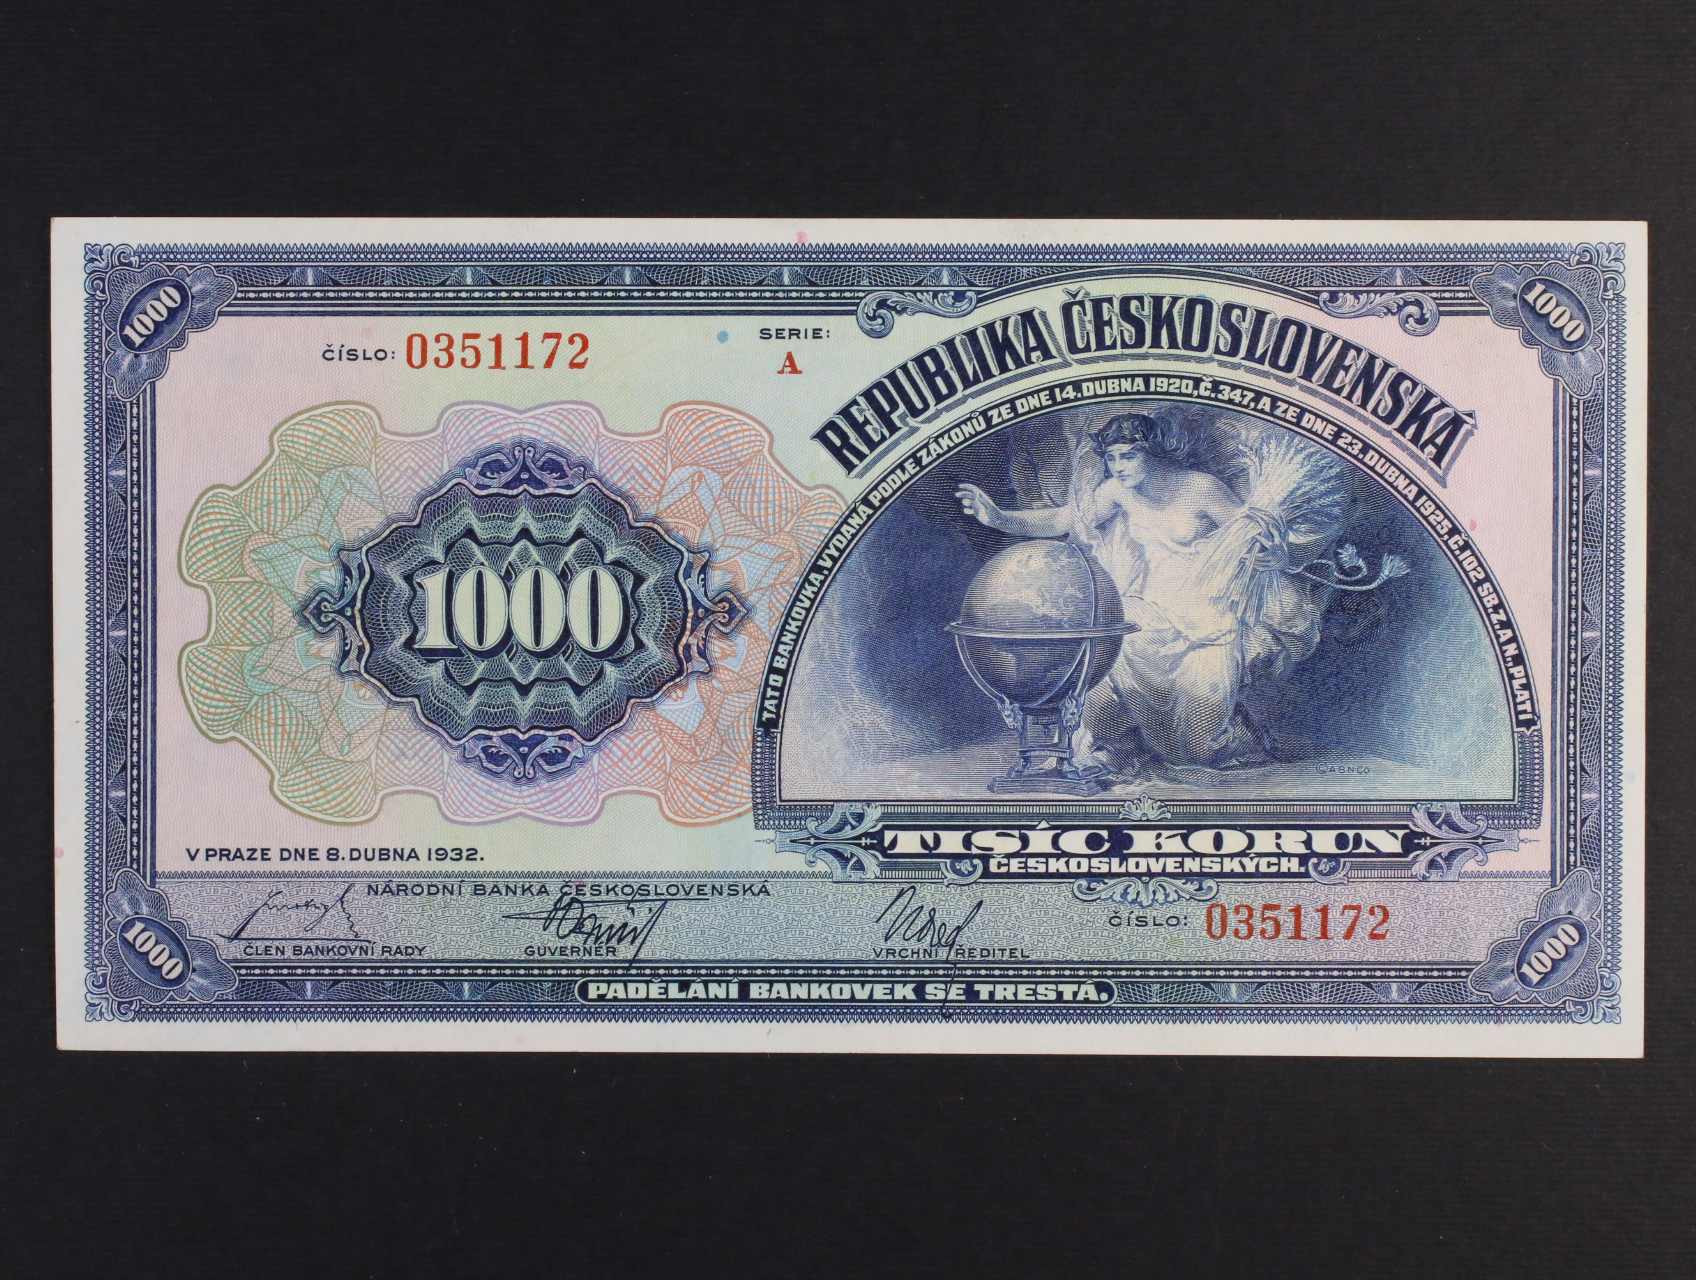 1000
1000
ČÍSLO: 0351172
SERIE:
A
REPUBLIKA ČESKOSLOVENSKÁ
TATO BANKOVKA, VYDANÁ PODLE ZÁKONŮ ZE DNE 14. DUBNA 1920, Č. 347, A ZE DNE 23. DUBNA 1925, Č. 102 SB. Z. A N., PLATÍ
1000
©ABNCO
TISÍC KORUN
ČESKOSLOVENSKÝCH.
V PRAZE DNE 8. DUBNA 1932.
NÁRODNÍ BANKA ČESKOSLOVENSKÁ
ČÍSLO: 0351172
ČLEN BANKOVNÍ RADY GUVERNÉR VRCHNÍ ŘEDITEL
1000
1000
PADĚLÁNÍ BANKOVEK SE TRESTÁ.